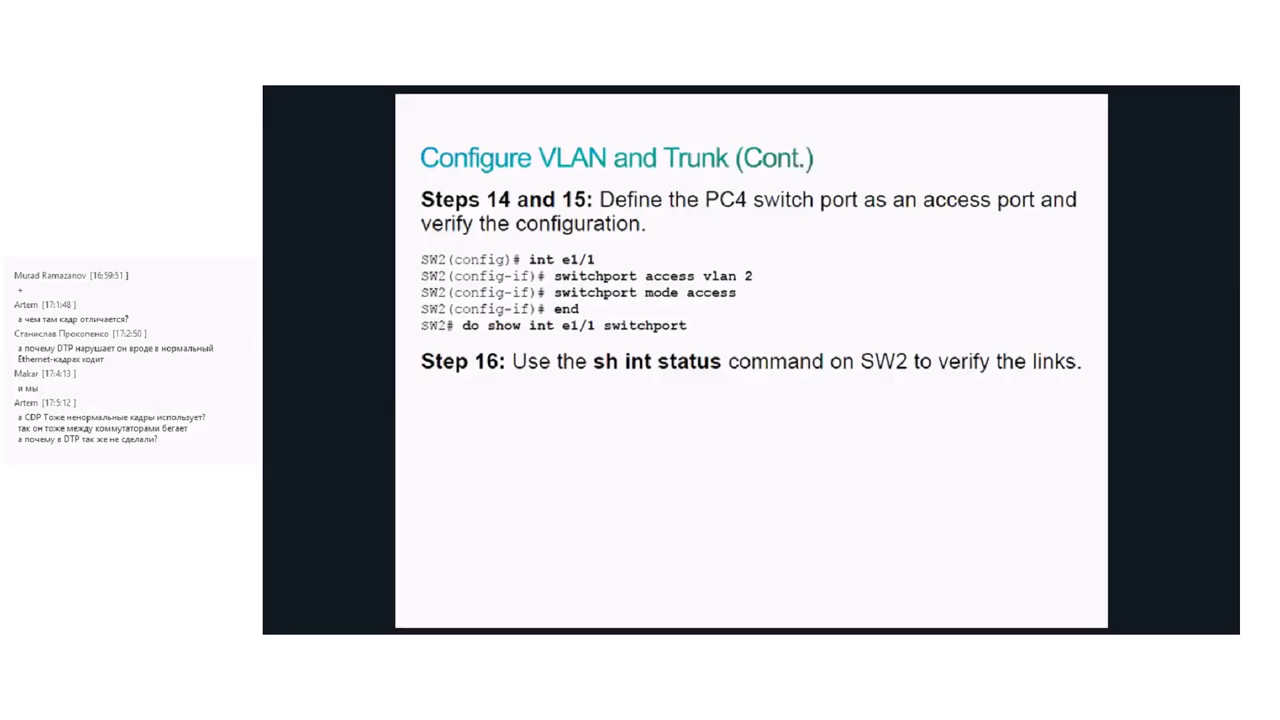 Murad Ramazanov [16:59:51]
+
Artem [17:1:48]
а чем там кадр отличается?
Станислав Прокопенко [17:2:50]
а почему DTP нарушает он вроде в нормальный
Ethernet-кадрах ходит
Makar [17:4:13]
и мы
Artem [17:5:12]
а CDP Тоже ненормальные кадры использует?
так он тоже между коммутаторами бегает
а почему в DTP так же не сделали?
Configure VLAN and Trunk (Cont.)
Steps 14 and 15: Define the PC4 switch port as an access port and
verify the configuration.
SW2(config)# int e1/1
SW2(config-if)# switchport access vlan 2
SW2(config-if)# switchport mode access
SW2(config-if)# end
SW2# do show int e1/1 switchport
Step 16: Use the sh int status command on SW2 to verify the links.